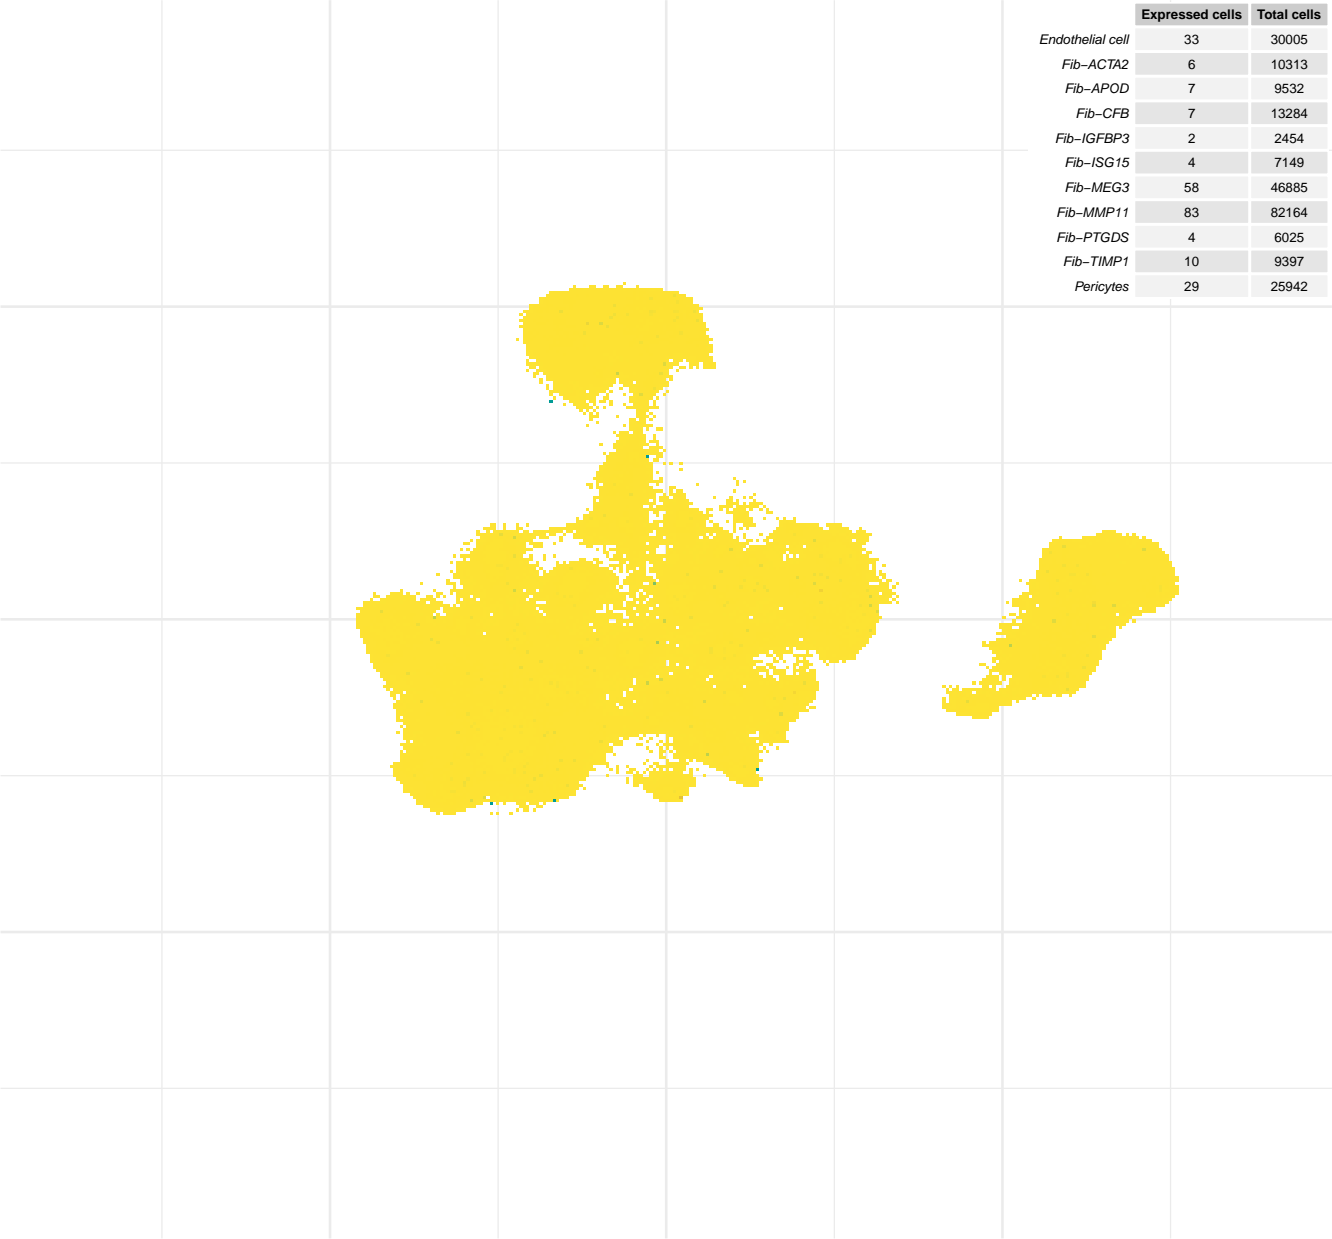 Expressed cells Total cells
Endothelial cell 33 30005
Fib−ACTA2 6 10313
Fib−APOD 7 9532
Fib−CFB 7 13284
Fib−IGFBP3 2 2454
Fib−ISG15 4 7149
Fib−MEG3 58 46885
Fib−MMP11 83 82164
Fib−PTGDS 4 6025
Fib−TIMP1 10 9397
Pericytes 29 25942